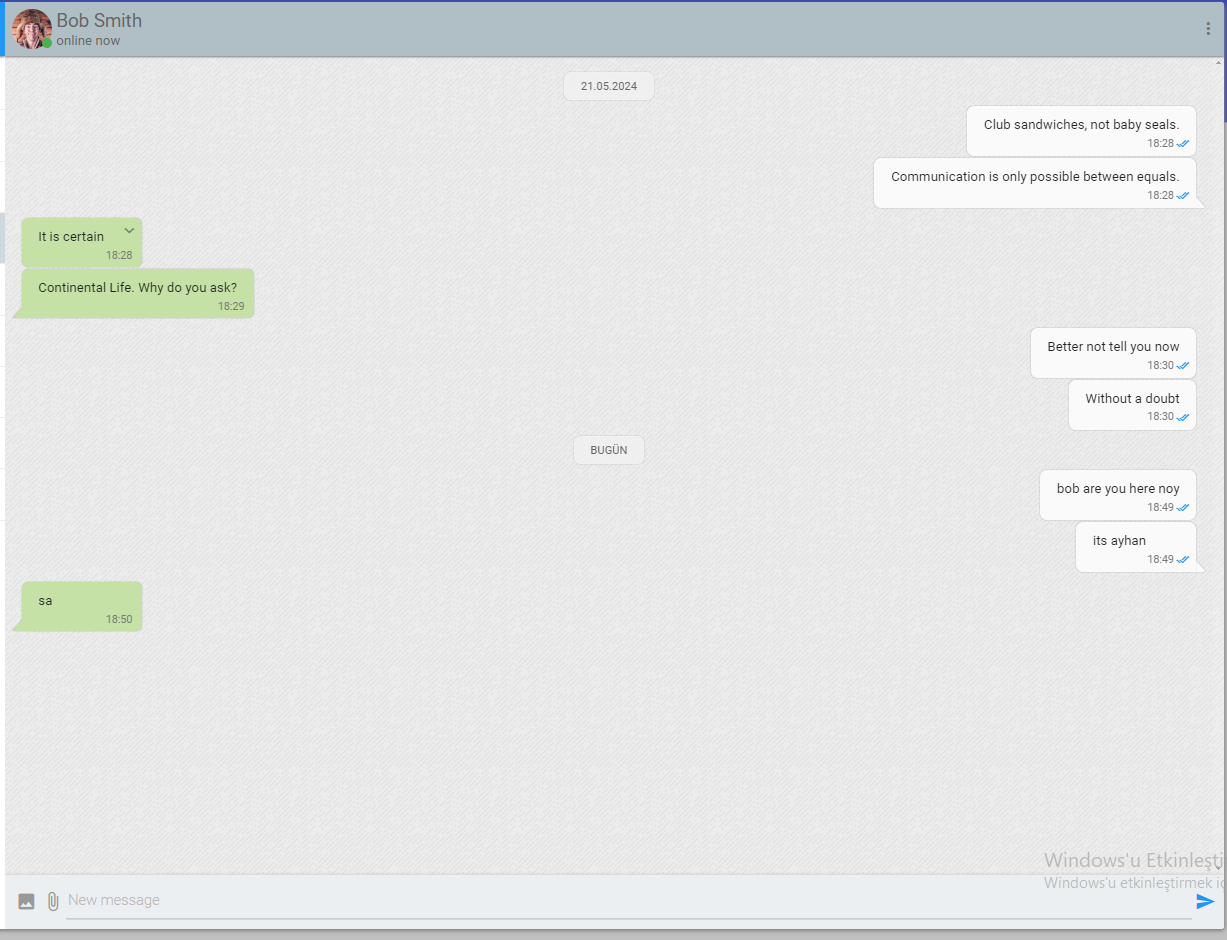 Bob Smith
online now
21.05.2024
Club sandwiches, not baby seals.
18:28
Communication is only possible between equals.
18:28
It is certain
18:28
Continental Life. Why do you ask?
18:29
Better not tell you now
18:30
Without a doubt
18:30
BUGÜN
bob are you here noy
18:49
its ayhan
18:49
sa
18:50
Windows'u Etkinleşti
Windows'u etkinleştirmek iç
New message